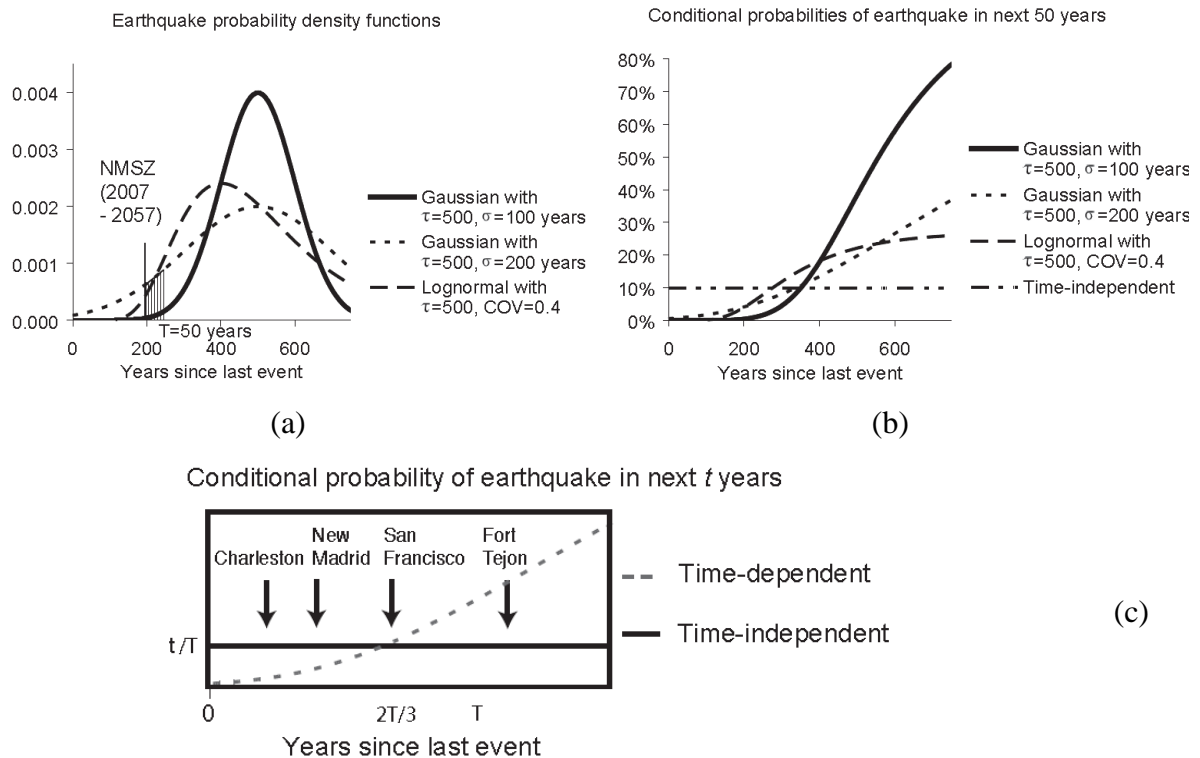 Earthquake probability density functions
0.004
0.003
0.002
0.001
0.000
NMSZ
(2007
- 2057)
T=50 years
0 200 400 600
Years since last event
Gaussian with
τ=500, σ=100 years
Gaussian with
τ=500, σ=200 years
Lognormal with
τ=500, COV=0.4
(a)
Conditional probabilities of earthquake in next 50 years
80%
70%
60%
50%
40%
30%
20%
10%
0%
0 200 400 600
Years since last event
Gaussian with
τ=500, σ=100 years
Gaussian with
τ=500, σ=200 years
Lognormal with
τ=500, COV=0.4
Time-independent
(b)
Conditional probability of earthquake in next t years
Charleston
New
Madrid
San
Francisco
Fort
Tejon
t/T
0 2T/3 T
Years since last event
Time-dependent
Time-independent
(c)